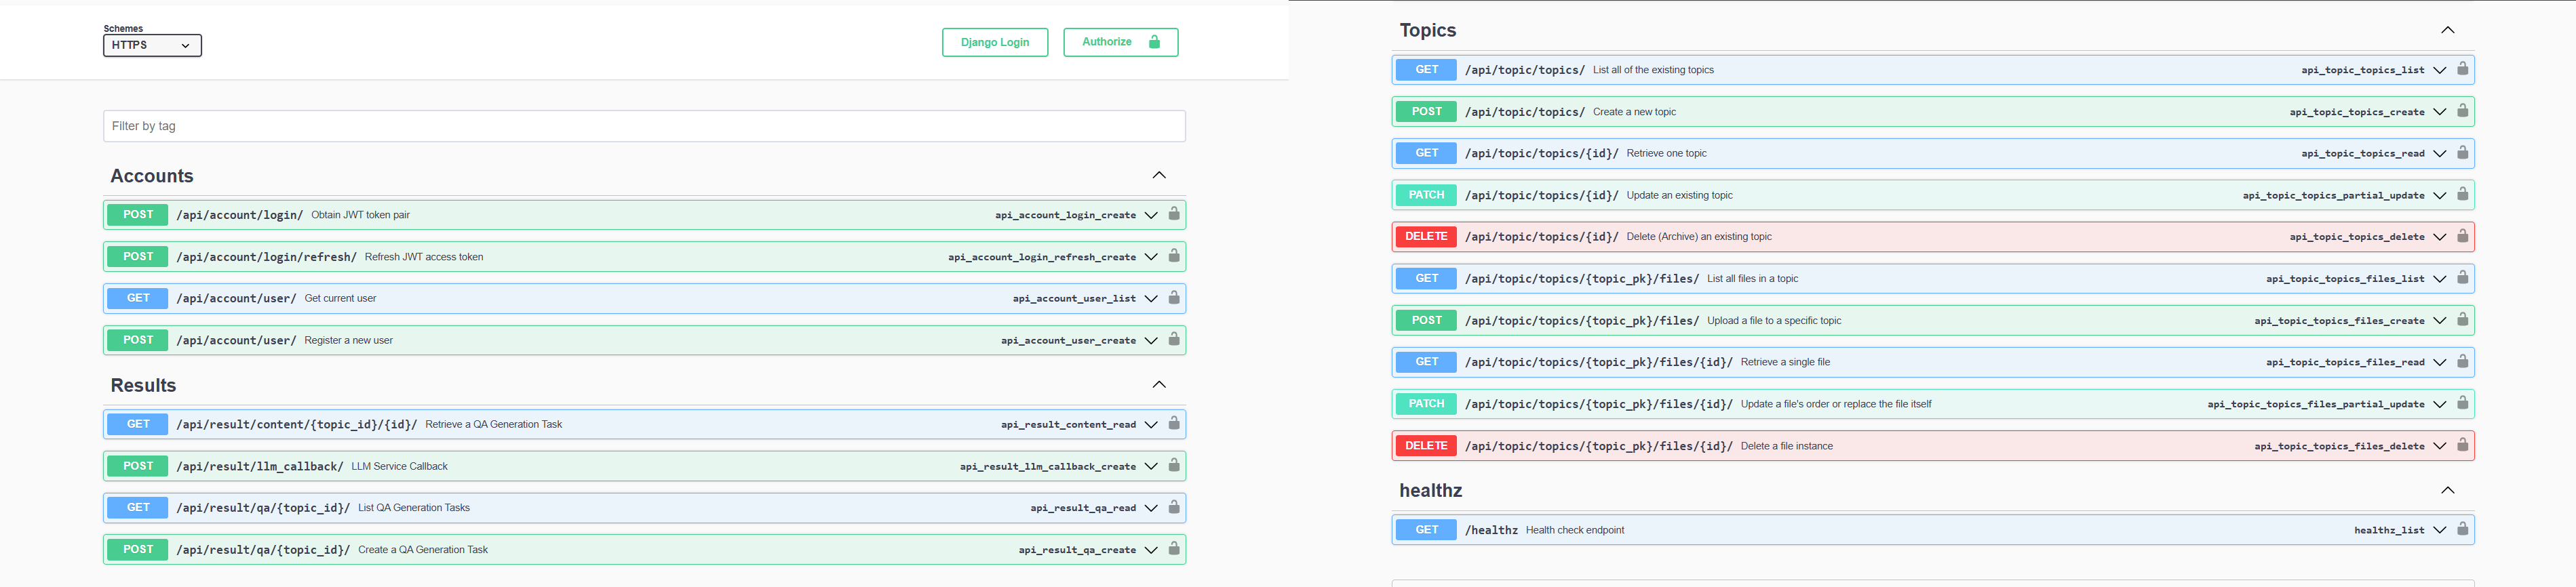 Schemes
HTTPS
Django Login
Authorize
Filter by tag
Accounts
POST /api/account/login/ Obtain JWT token pair api_account_login_create
POST /api/account/login/refresh/ Refresh JWT access token api_account_login_refresh_create
GET /api/account/user/ Get current user api_account_user_list
POST /api/account/user/ Register a new user api_account_user_create
Results
GET /api/result/content/{topic_id}/{id}/ Retrieve a QA Generation Task api_result_content_read
POST /api/result/llm_callback/ LLM Service Callback api_result_llm_callback_create
GET /api/result/qa/{topic_id}/ List QA Generation Tasks api_result_qa_read
POST /api/result/qa/{topic_id}/ Create a QA Generation Task api_result_qa_create
Topics
GET /api/topic/topics/ List all of the existing topics api_topic_topics_list
POST /api/topic/topics/ Create a new topic api_topic_topics_create
GET /api/topic/topics/{id}/ Retrieve one topic api_topic_topics_read
PATCH /api/topic/topics/{id}/ Update an existing topic api_topic_topics_partial_update
DELETE /api/topic/topics/{id}/ Delete (Archive) an existing topic api_topic_topics_delete
GET /api/topic/topics/{topic_pk}/files/ List all files in a topic api_topic_topics_files_list
POST /api/topic/topics/{topic_pk}/files/ Upload a file to a specific topic api_topic_topics_files_create
GET /api/topic/topics/{topic_pk}/files/{id}/ Retrieve a single file api_topic_topics_files_read
PATCH /api/topic/topics/{topic_pk}/files/{id}/ Update a file's order or replace the file itself api_topic_topics_files_partial_update
DELETE /api/topic/topics/{topic_pk}/files/{id}/ Delete a file instance api_topic_topics_files_delete
healthz
GET /healthz Health check endpoint healthz_list